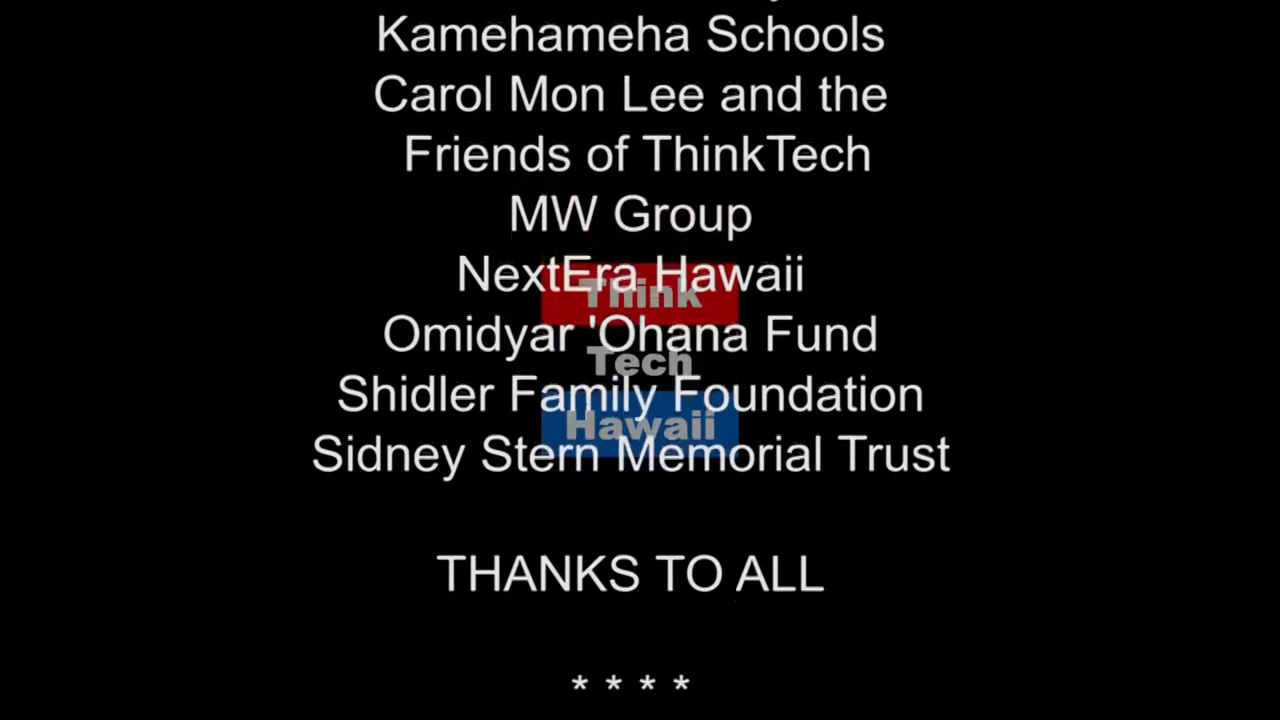 Kamehameha Schools
Carol Mon Lee and the
Friends of ThinkTech
MW Group
NextEra Hawaii
Think
Omidyar 'Ohana Fund
Tech
Shidler Family Foundation
Hawaii
Sidney Stern Memorial Trust
THANKS TO ALL
* * * *